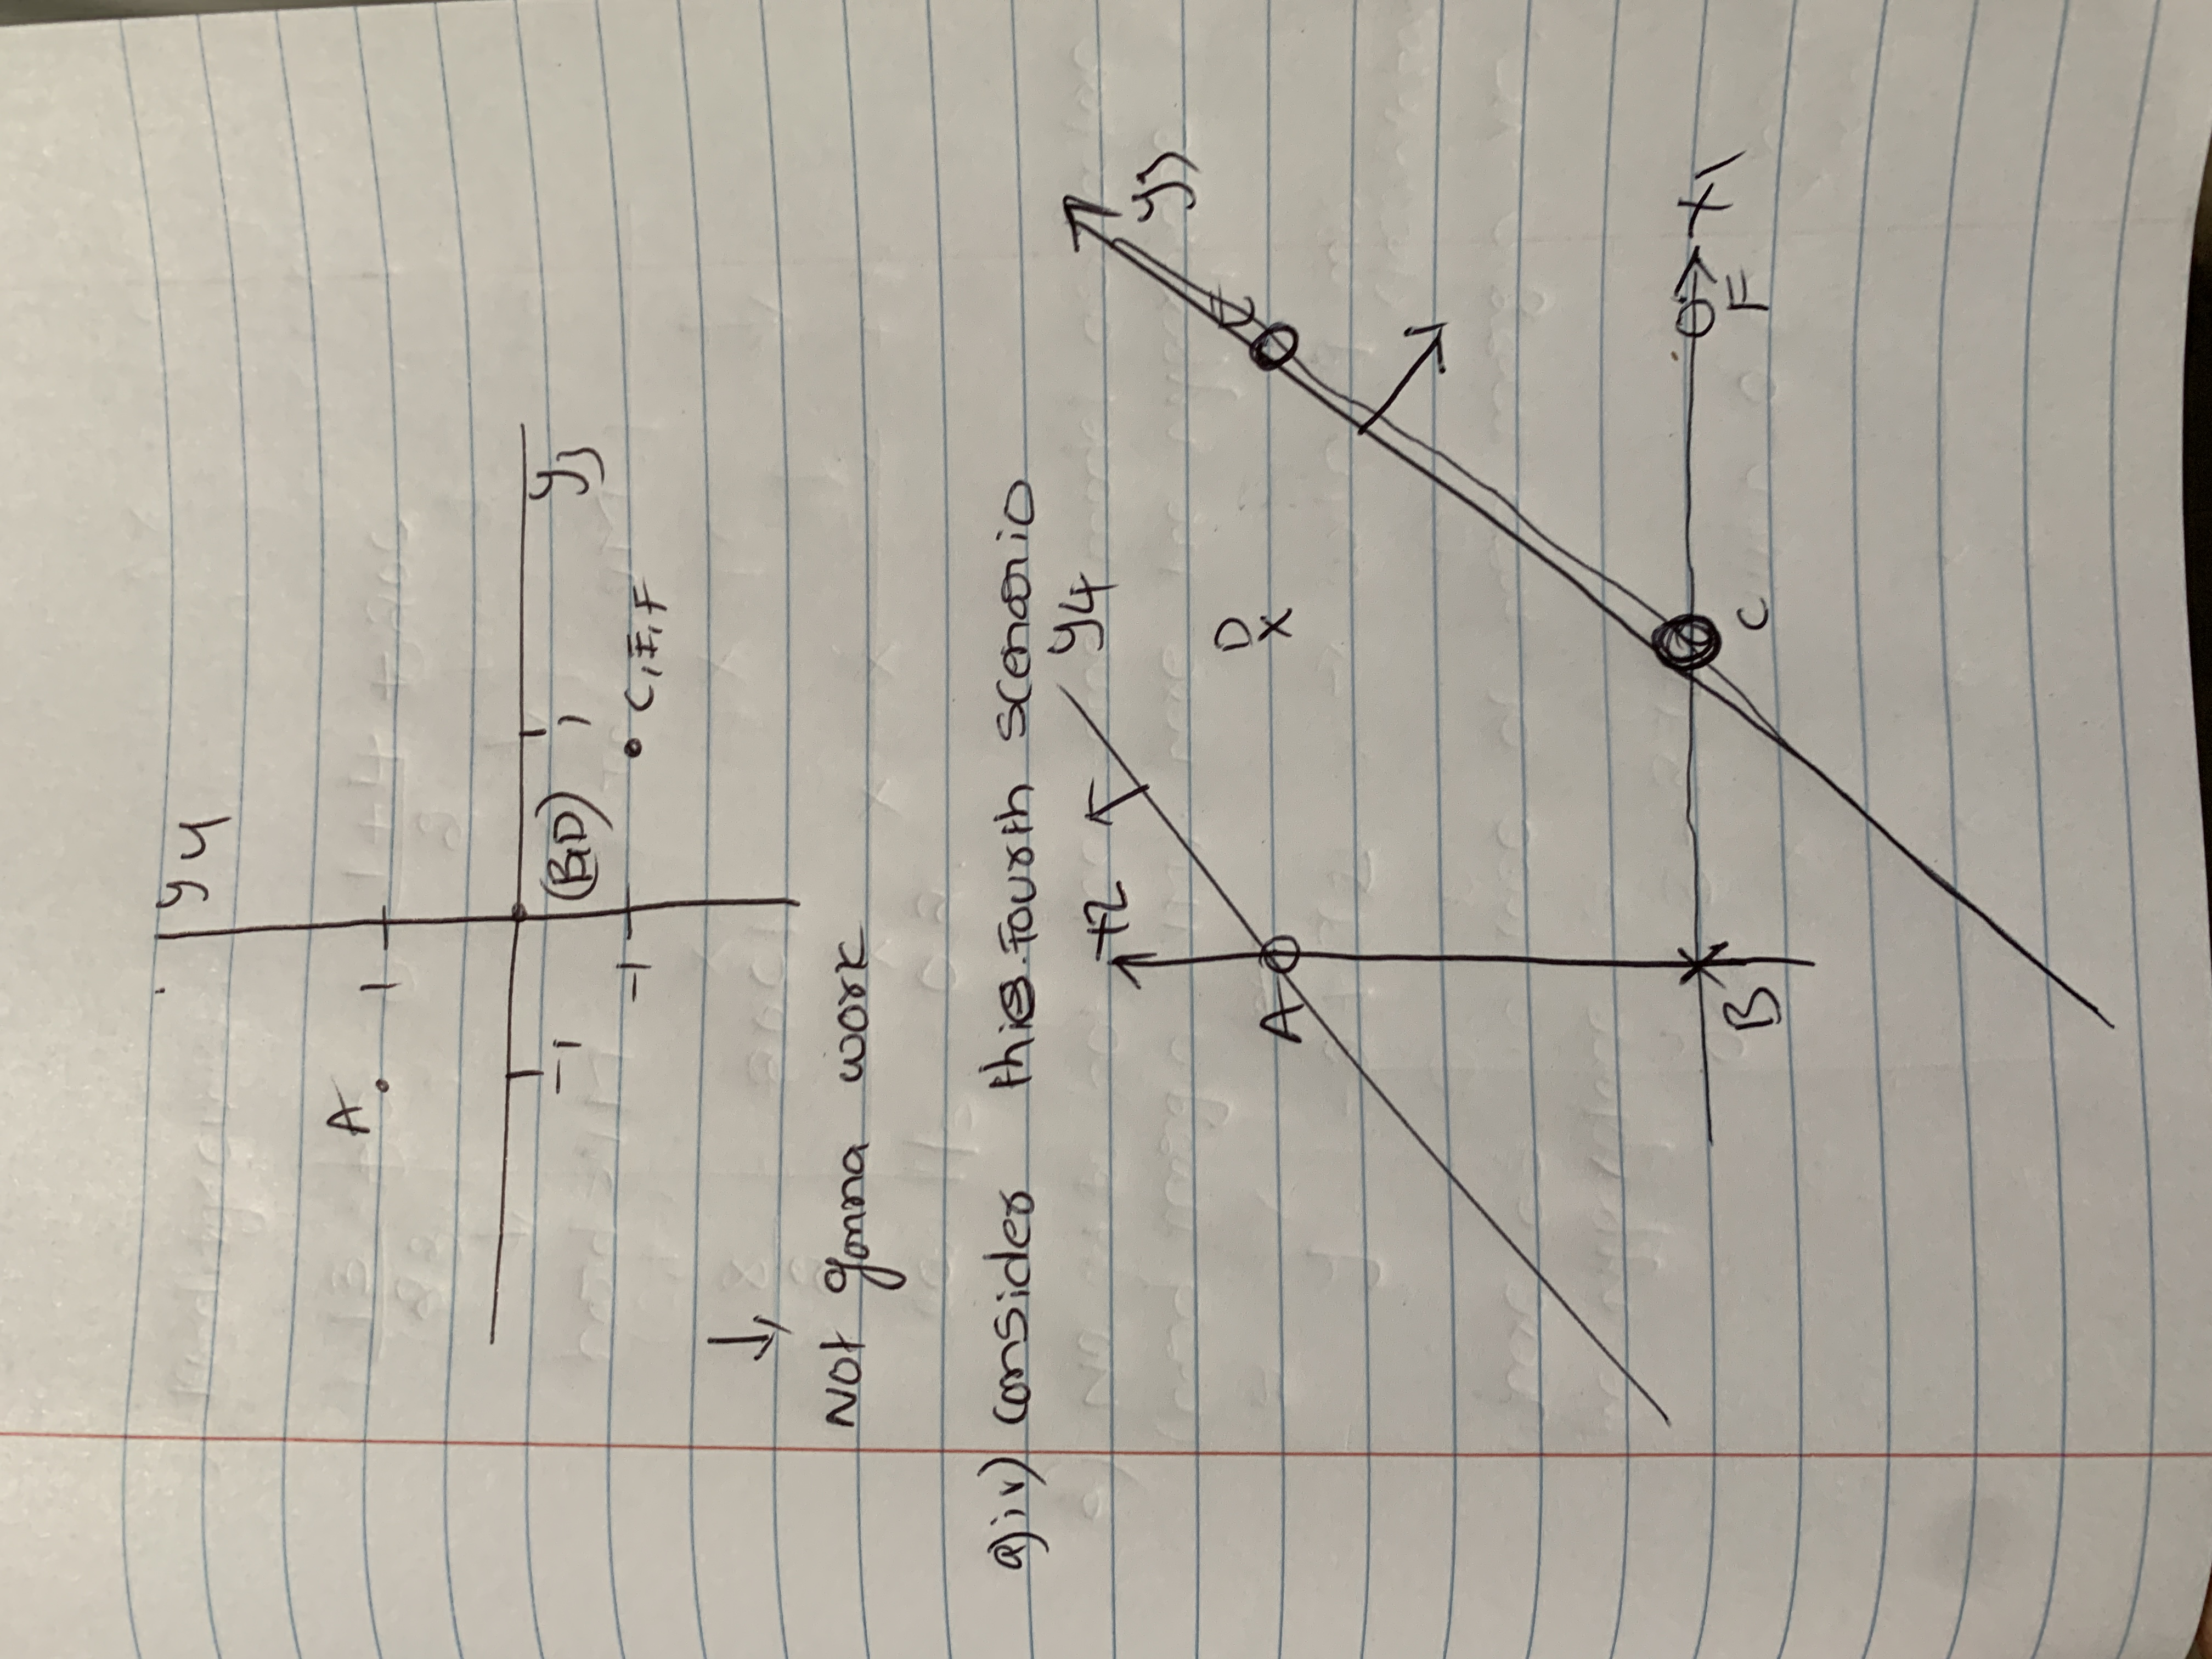 y4
A
1
-1
(B,D)
1
y3
-1
C,E,F
Not gonna work
a)iv) consider this fourth scenario
y4
x2
y3
D
E
A
B
C
F
x1